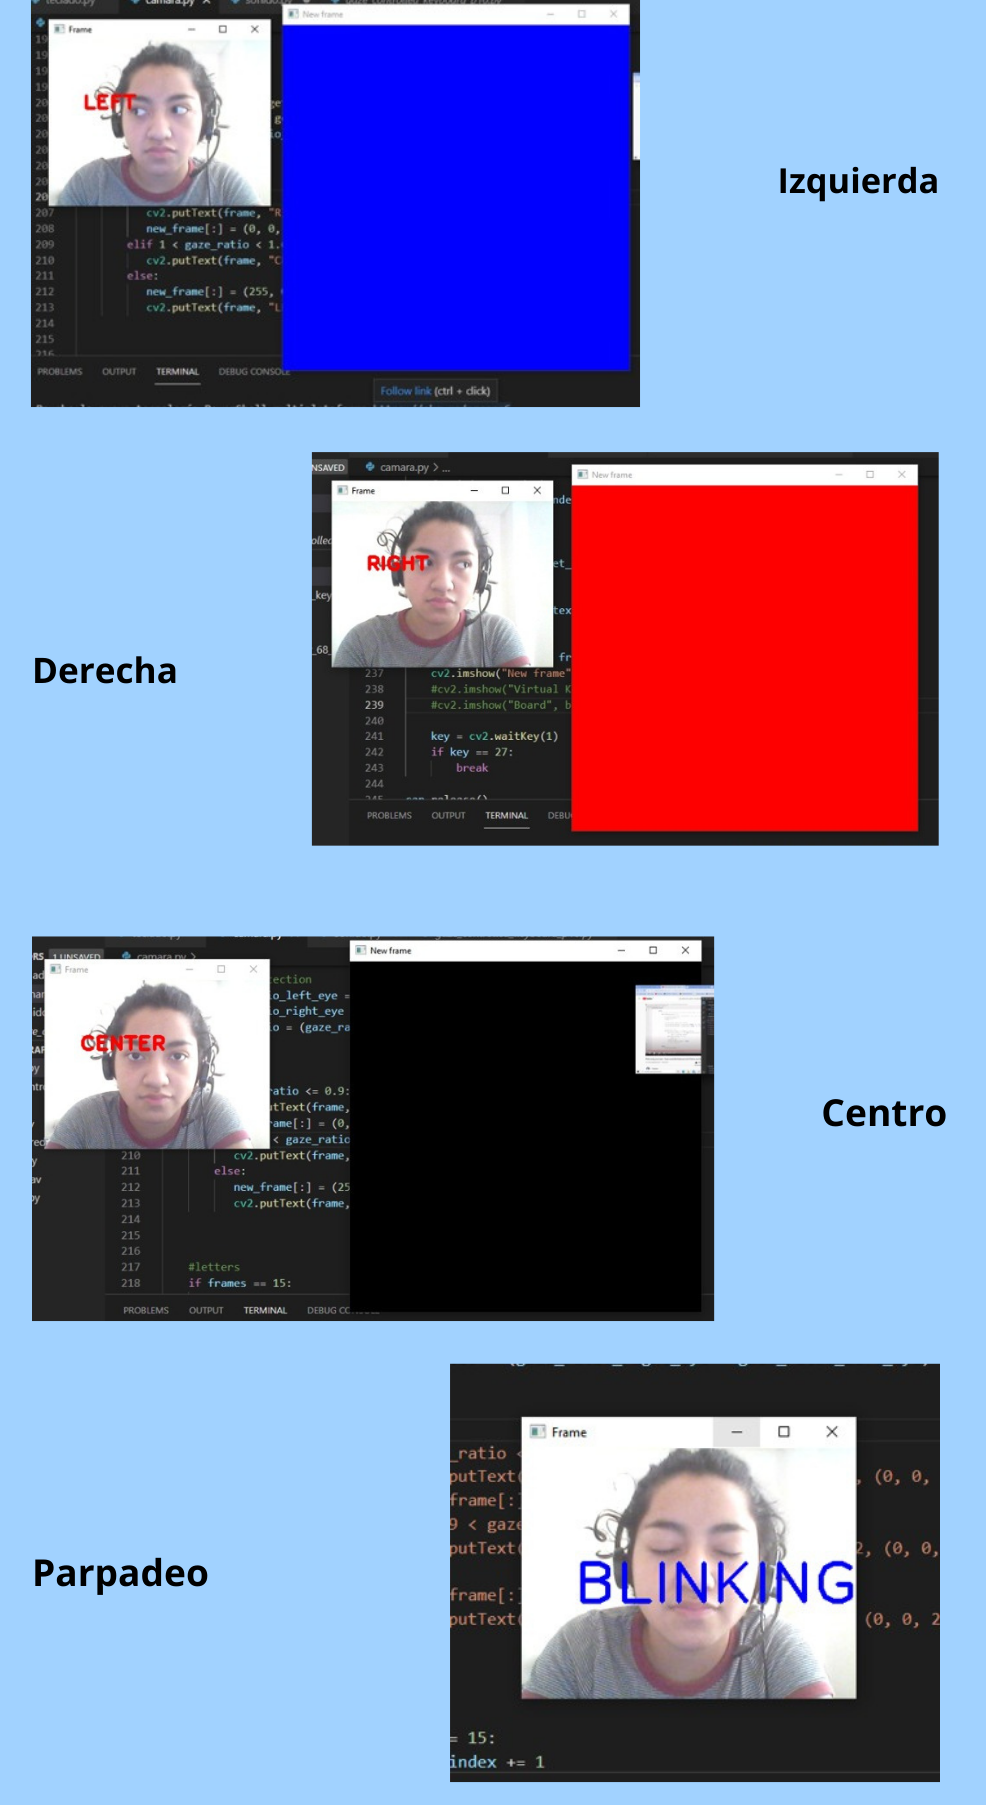 camara.py
New frame
Frame
LEFT
207 cv2.putText(frame, "R
208 new_frame[:] = (0, 0,
209 elif 1 < gaze_ratio < 1.
210 cv2.putText(frame, "C
211 else:
212 new_frame[:] = (255,
213 cv2.putText(frame, "L
214
215
216
PROBLEMS OUTPUT TERMINAL DEBUG CONSOLE
Follow link (ctrl + click)
Izquierda
NSAVED camara.py > ...
New frame
Frame
RIGHT
237 cv2.imshow("New frame"
238 #cv2.imshow("Virtual K
239 #cv2.imshow("Board", b
240
241 key = cv2.waitKey(1)
242 if key == 27:
243 break
244
PROBLEMS OUTPUT TERMINAL DEBU
Derecha
1 UNSAVED camara.py >
New frame
Frame
ection
io_left_eye =
io_right_eye
io = (gaze_ra
CENTER
atio <= 0.9:
utText(frame,
ame[:] = (0,
< gaze_ratio
210 cv2.putText(frame,
211 else:
212 new_frame[:] = (25
213 cv2.putText(frame,
214
215
216
217 #letters
218 if frames == 15:
PROBLEMS OUTPUT TERMINAL DEBUG CO
Centro
Frame
_ratio <
putText( , (0, 0,
frame[:]
9 < gaze
putText( 2, (0, 0,
BLINKING
frame[:]
putText( (0, 0, 2
= 15:
index += 1
Parpadeo